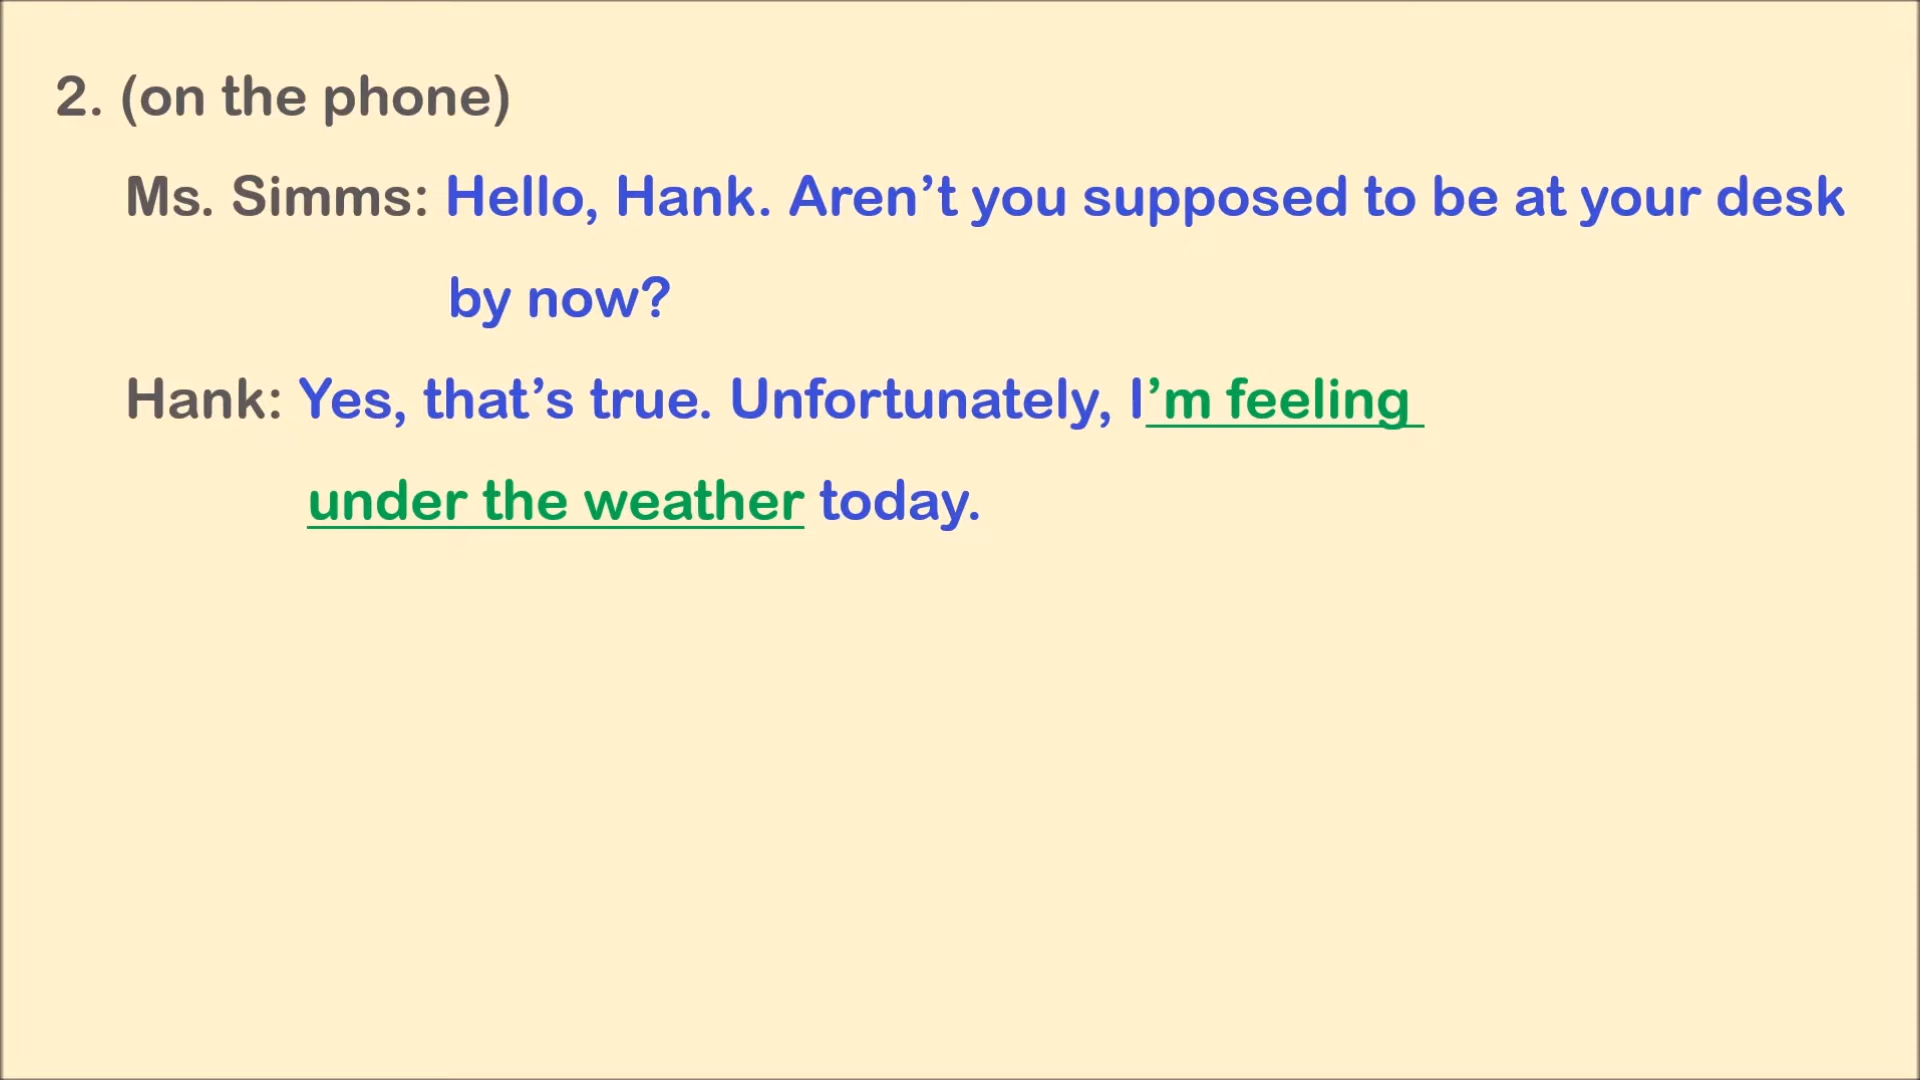 2. (on the phone)
Ms. Simms: Hello, Hank. Aren’t you supposed to be at your desk
by now?
Hank: Yes, that’s true. Unfortunately, I’m feeling
under the weather today.